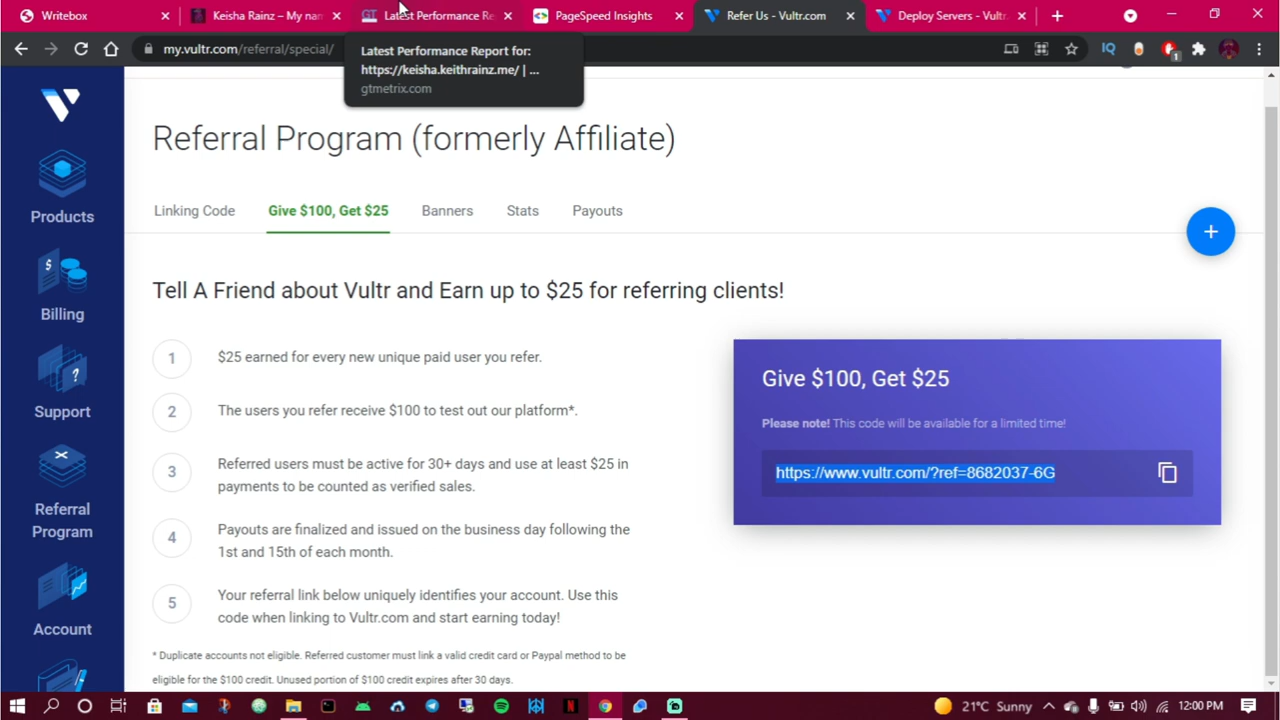 Writebox
Keisha Rainz – My nam
GT Latest Performance Re
PageSpeed Insights
Refer Us - Vultr.com
Deploy Servers - Vultr.
my.vultr.com/referral/special/
IQ
1
Latest Performance Report for:
https://keisha.keithrainz.me/ | ...
gtmetrix.com
Products
Billing
Support
Referral
Program
Account
Referral Program (formerly Affiliate)
Linking Code
Give $100, Get $25
Banners
Stats
Payouts
+
Tell A Friend about Vultr and Earn up to $25 for referring clients!
1 $25 earned for every new unique paid user you refer.
2 The users you refer receive $100 to test out our platform*.
3 Referred users must be active for 30+ days and use at least $25 in
payments to be counted as verified sales.
4 Payouts are finalized and issued on the business day following the
1st and 15th of each month.
5 Your referral link below uniquely identifies your account. Use this
code when linking to Vultr.com and start earning today!
* Duplicate accounts not eligible. Referred customer must link a valid credit card or Paypal method to be
eligible for the $100 credit. Unused portion of $100 credit expires after 30 days.
Give $100, Get $25
Please note! This code will be available for a limited time!
https://www.vultr.com/?ref=8682037-6G
21°C Sunny
12:00 PM